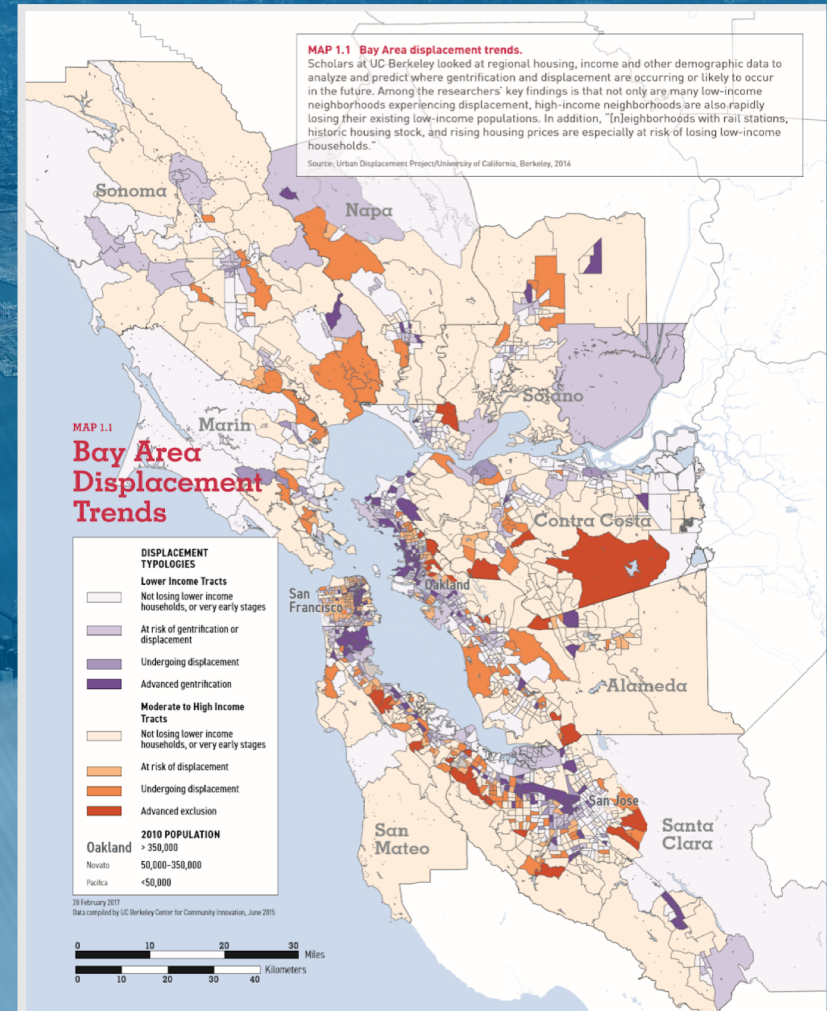 MAP 1.1 Bay Area displacement trends.
Scholars at UC Berkeley looked at regional housing, income and other demographic data to
analyze and predict where gentrification and displacement are occurring or likely to occur
in the future. Among the researchers' key findings is that not only are many low-income
neighborhoods experiencing displacement, high-income neighborhoods are also rapidly
losing their existing low-income populations. In addition, "[n]eighborhoods with rail stations,
historic housing stock, and rising housing prices are especially at risk of losing low-income
households."
Source: Urban Displacement Project/University of California, Berkeley, 2016
Sonoma
Napa
Solano
Marin
Contra Costa
Oakland
San
Francisco
Alameda
San Jose
San
Mateo
Santa
Clara
MAP 1.1
Bay Area
Displacement
Trends
DISPLACEMENT
TYPOLOGIES
Lower Income Tracts
Not losing lower income
households, or very early stages
At risk of gentrification or
displacement
Undergoing displacement
Advanced gentrification
Moderate to High Income
Tracts
Not losing lower income
households, or very early stages
At risk of displacement
Undergoing displacement
Advanced exclusion
2010 POPULATION
Oakland > 350,000
Novato 50,000–350,000
Pacifica <50,000
28 February 2017
Data compiled by UC Berkeley Center for Community Innovation, June 2015
0 10 20 30 Miles
0 10 20 30 40 Kilometers